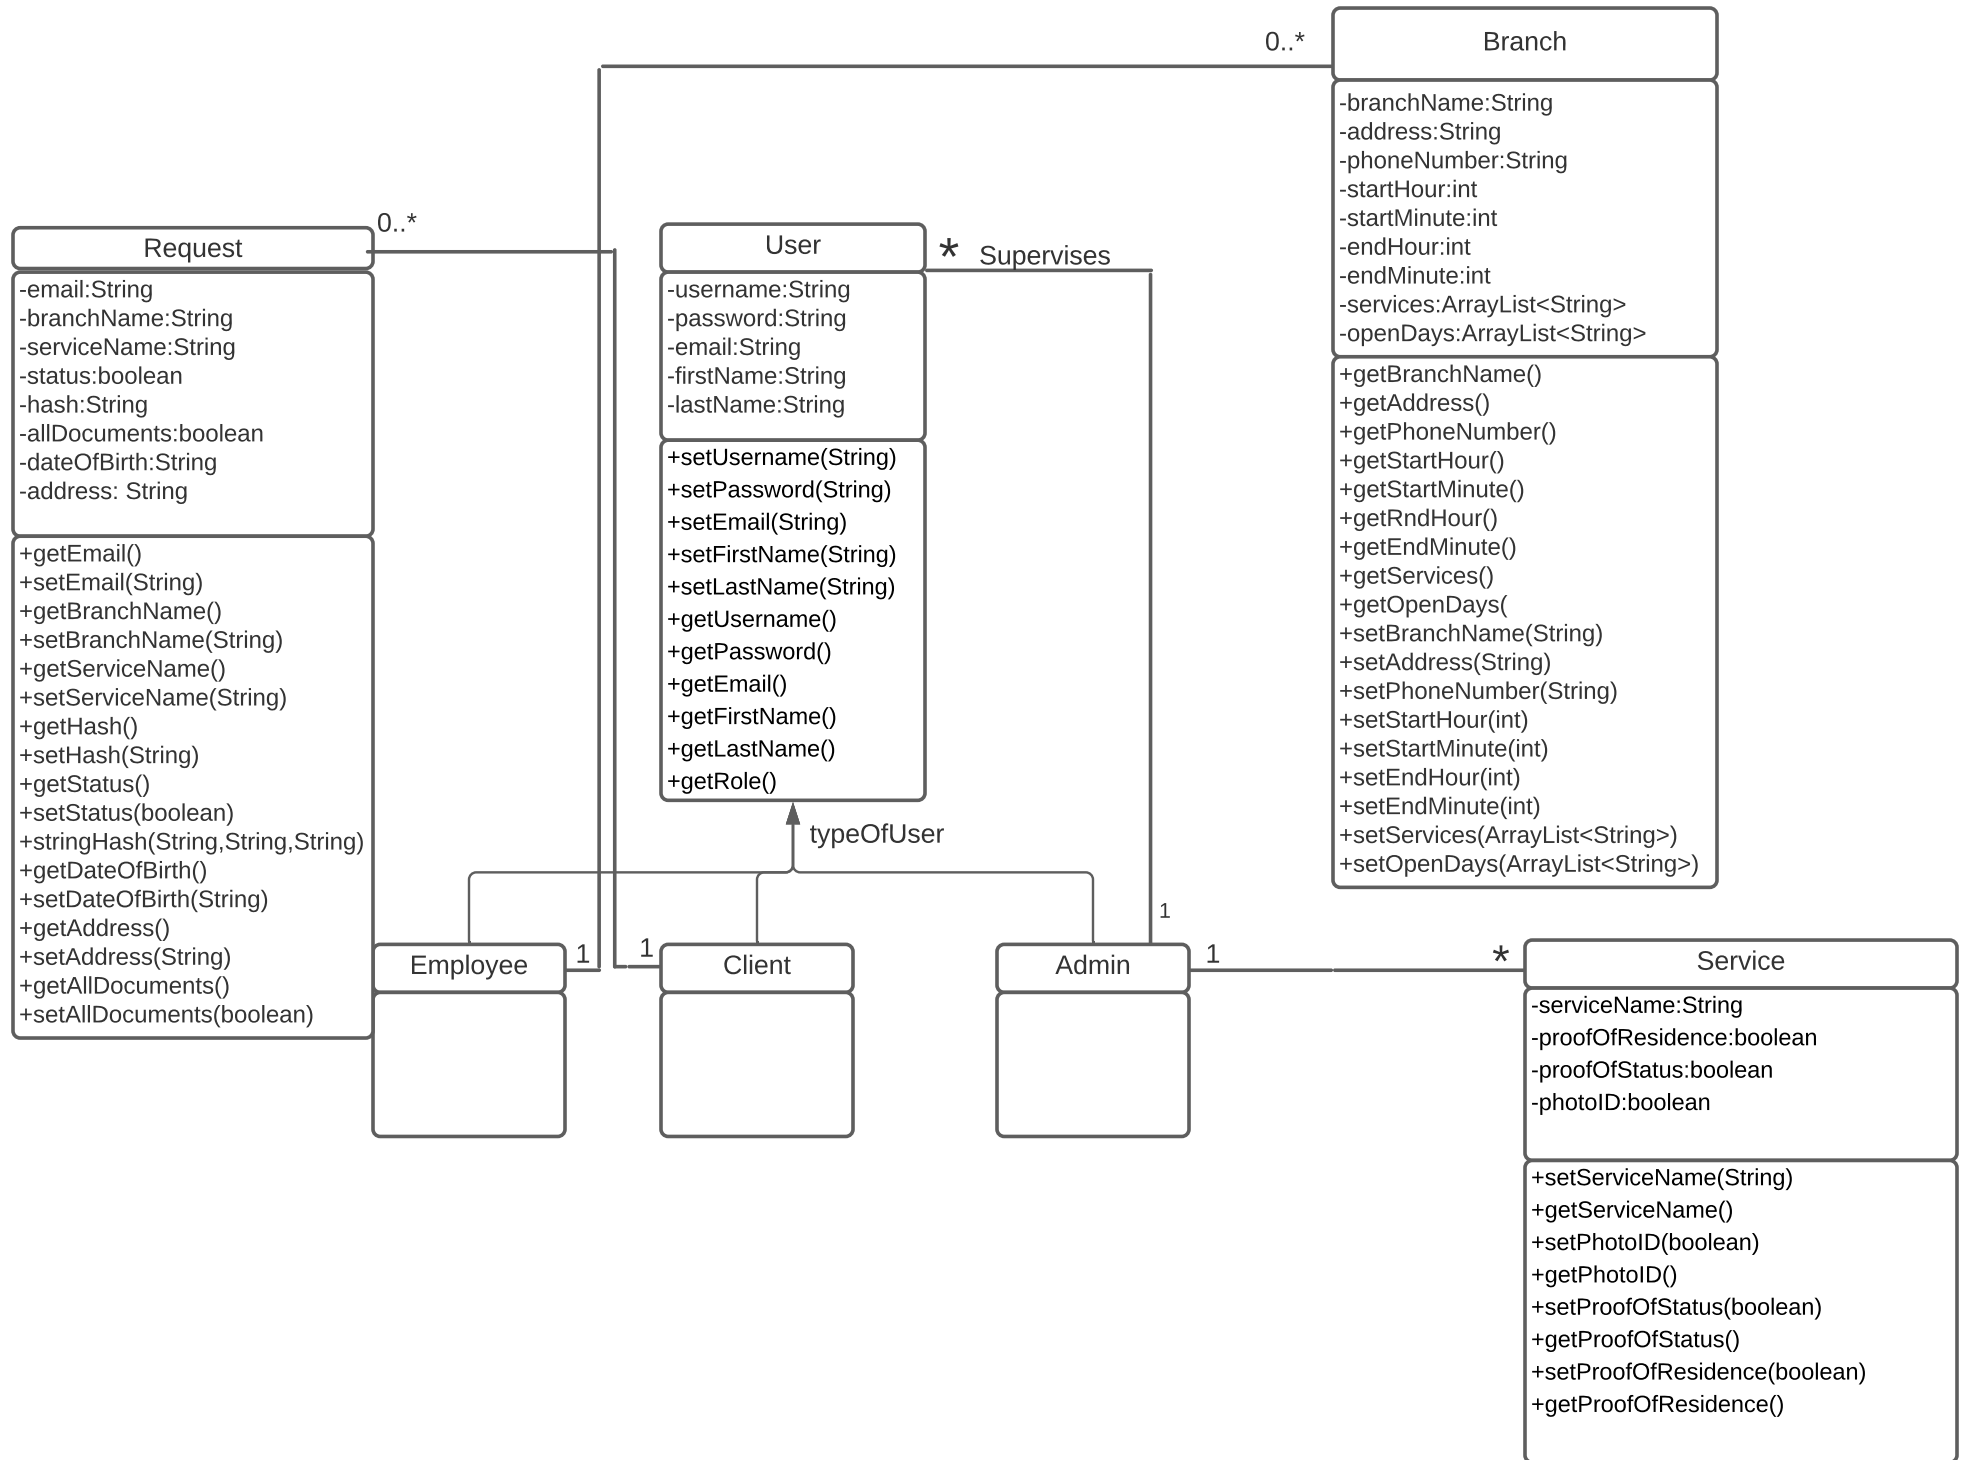 0..*
Branch
-branchName:String
-address:String
-phoneNumber:String
-startHour:int
-startMinute:int
-endHour:int
-endMinute:int
-services:ArrayList<String>
-openDays:ArrayList<String>
+getBranchName()
+getAddress()
+getPhoneNumber()
+getStartHour()
+getStartMinute()
+getRndHour()
+getEndMinute()
+getServices()
+getOpenDays(
+setBranchName(String)
+setAddress(String)
+setPhoneNumber(String)
+setStartHour(int)
+setStartMinute(int)
+setEndHour(int)
+setEndMinute(int)
+setServices(ArrayList<String>)
+setOpenDays(ArrayList<String>)
0..*
Request
-email:String
-branchName:String
-serviceName:String
-status:boolean
-hash:String
-allDocuments:boolean
-dateOfBirth:String
-address: String
+getEmail()
+setEmail(String)
+getBranchName()
+setBranchName(String)
+getServiceName()
+setServiceName(String)
+getHash()
+setHash(String)
+getStatus()
+setStatus(boolean)
+stringHash(String,String,String)
+getDateOfBirth()
+setDateOfBirth(String)
+getAddress()
+setAddress(String)
+getAllDocuments()
+setAllDocuments(boolean)
User
* Supervises
-username:String
-password:String
-email:String
-firstName:String
-lastName:String
+setUsername(String)
+setPassword(String)
+setEmail(String)
+setFirstName(String)
+setLastName(String)
+getUsername()
+getPassword()
+getEmail()
+getFirstName()
+getLastName()
+getRole()
typeOfUser
1
Employee
1
1
Client
Admin
1
*
Service
-serviceName:String
-proofOfResidence:boolean
-proofOfStatus:boolean
-photoID:boolean
+setServiceName(String)
+getServiceName()
+setPhotoID(boolean)
+getPhotoID()
+setProofOfStatus(boolean)
+getProofOfStatus()
+setProofOfResidence(boolean)
+getProofOfResidence()